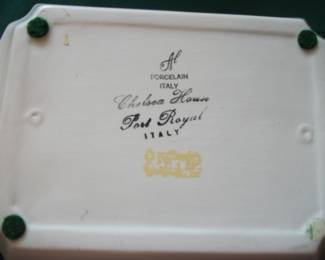 PORCELAIN
ITALY
Chelsea House
Port Royal
ITALY